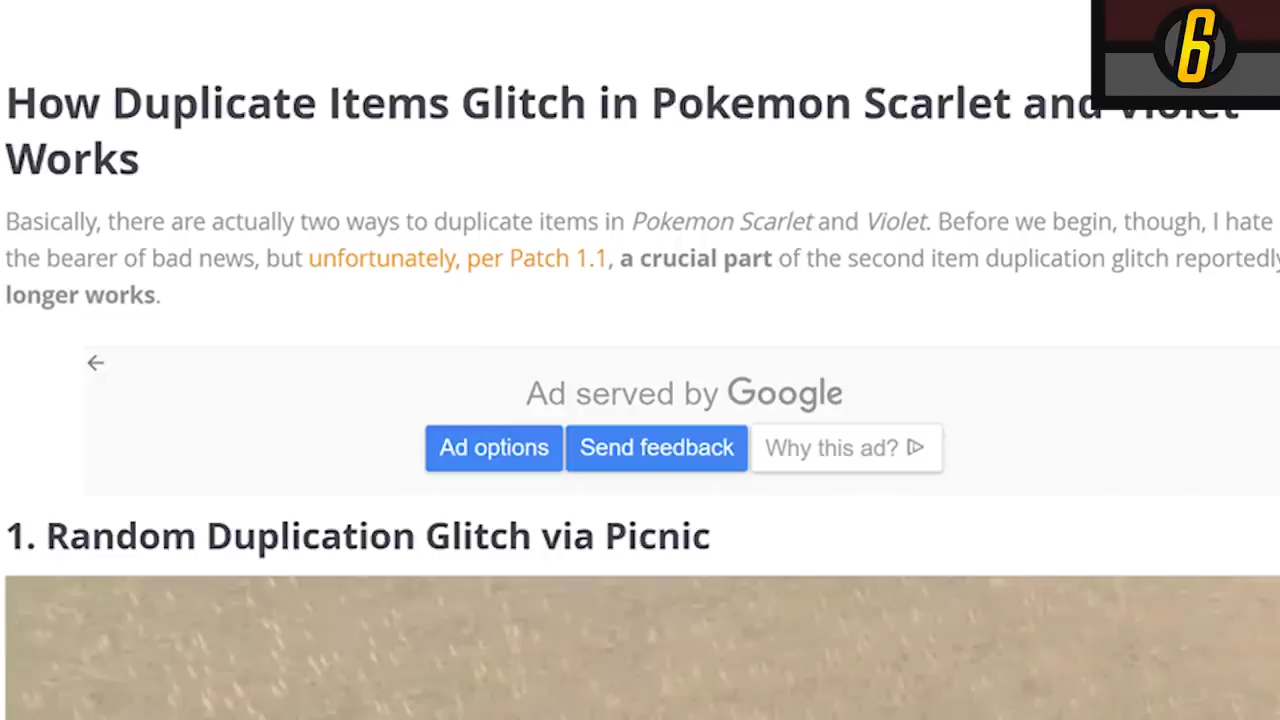 6
How Duplicate Items Glitch in Pokemon Scarlet and Violet
Works
Basically, there are actually two ways to duplicate items in Pokemon Scarlet and Violet. Before we begin, though, I hate
the bearer of bad news, but unfortunately, per Patch 1.1, a crucial part of the second item duplication glitch reportedly
longer works.
Ad served by Google
Ad options Send feedback Why this ad?
1. Random Duplication Glitch via Picnic